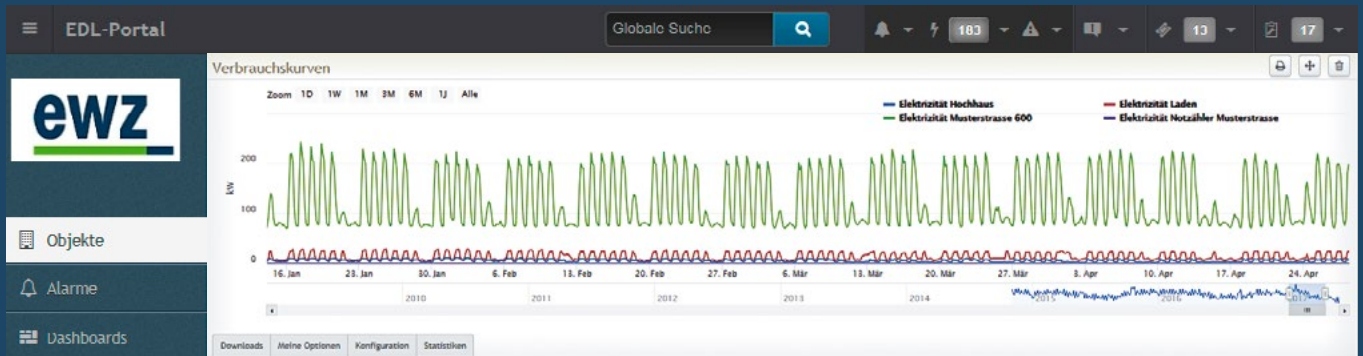 EDL-Portal
Globale Suche
183
13
17
ewz
Objekte
Alarme
Dashboards
Verbrauchskurven
Zoom 1D 1W 1M 3M 6M 1J Alle
Elektrizität Hochhaus
Elektrizität Laden
Elektrizität Musterstrasse 600
Elektrizität Notzähler Musterstrasse
kW
200
100
0
16. Jan 23. Jan 30. Jan 6. Feb 13. Feb 20. Feb 27. Feb 6. Mär 13. Mär 20. Mär 27. Mär 3. Apr 10. Apr 17. Apr 24. Apr
2010 2011 2012 2013 2014 2015 2016 2017
Downloads Meine Optionen Konfiguration Statistiken